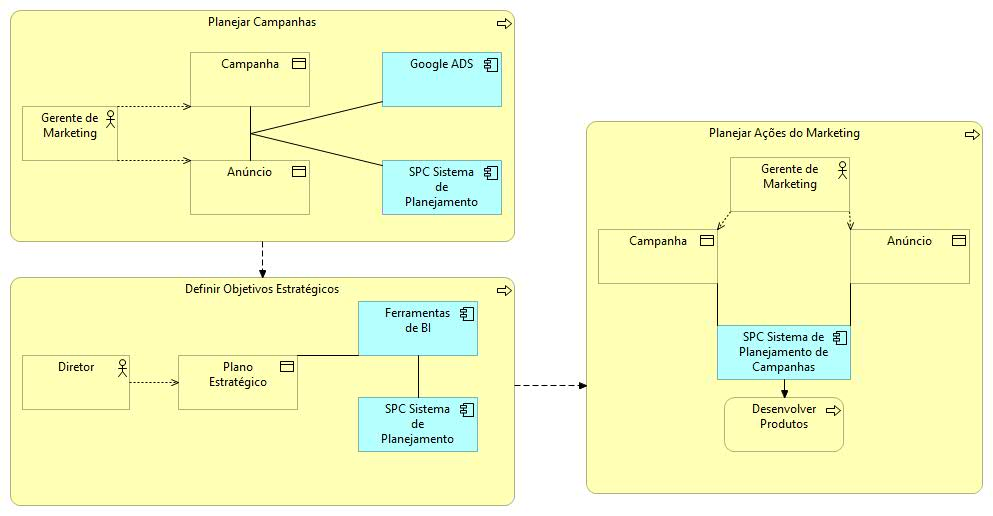 Planejar Campanhas
Campanha
Google ADS
Gerente de
Marketing
Anúncio
SPC Sistema
de
Planejamento
Definir Objetivos Estratégicos
Ferramentas
de BI
Diretor
Plano
Estratégico
SPC Sistema
de
Planejamento
Planejar Ações do Marketing
Gerente de
Marketing
Campanha
Anúncio
SPC Sistema de
Planejamento de
Campanhas
Desenvolver
Produtos